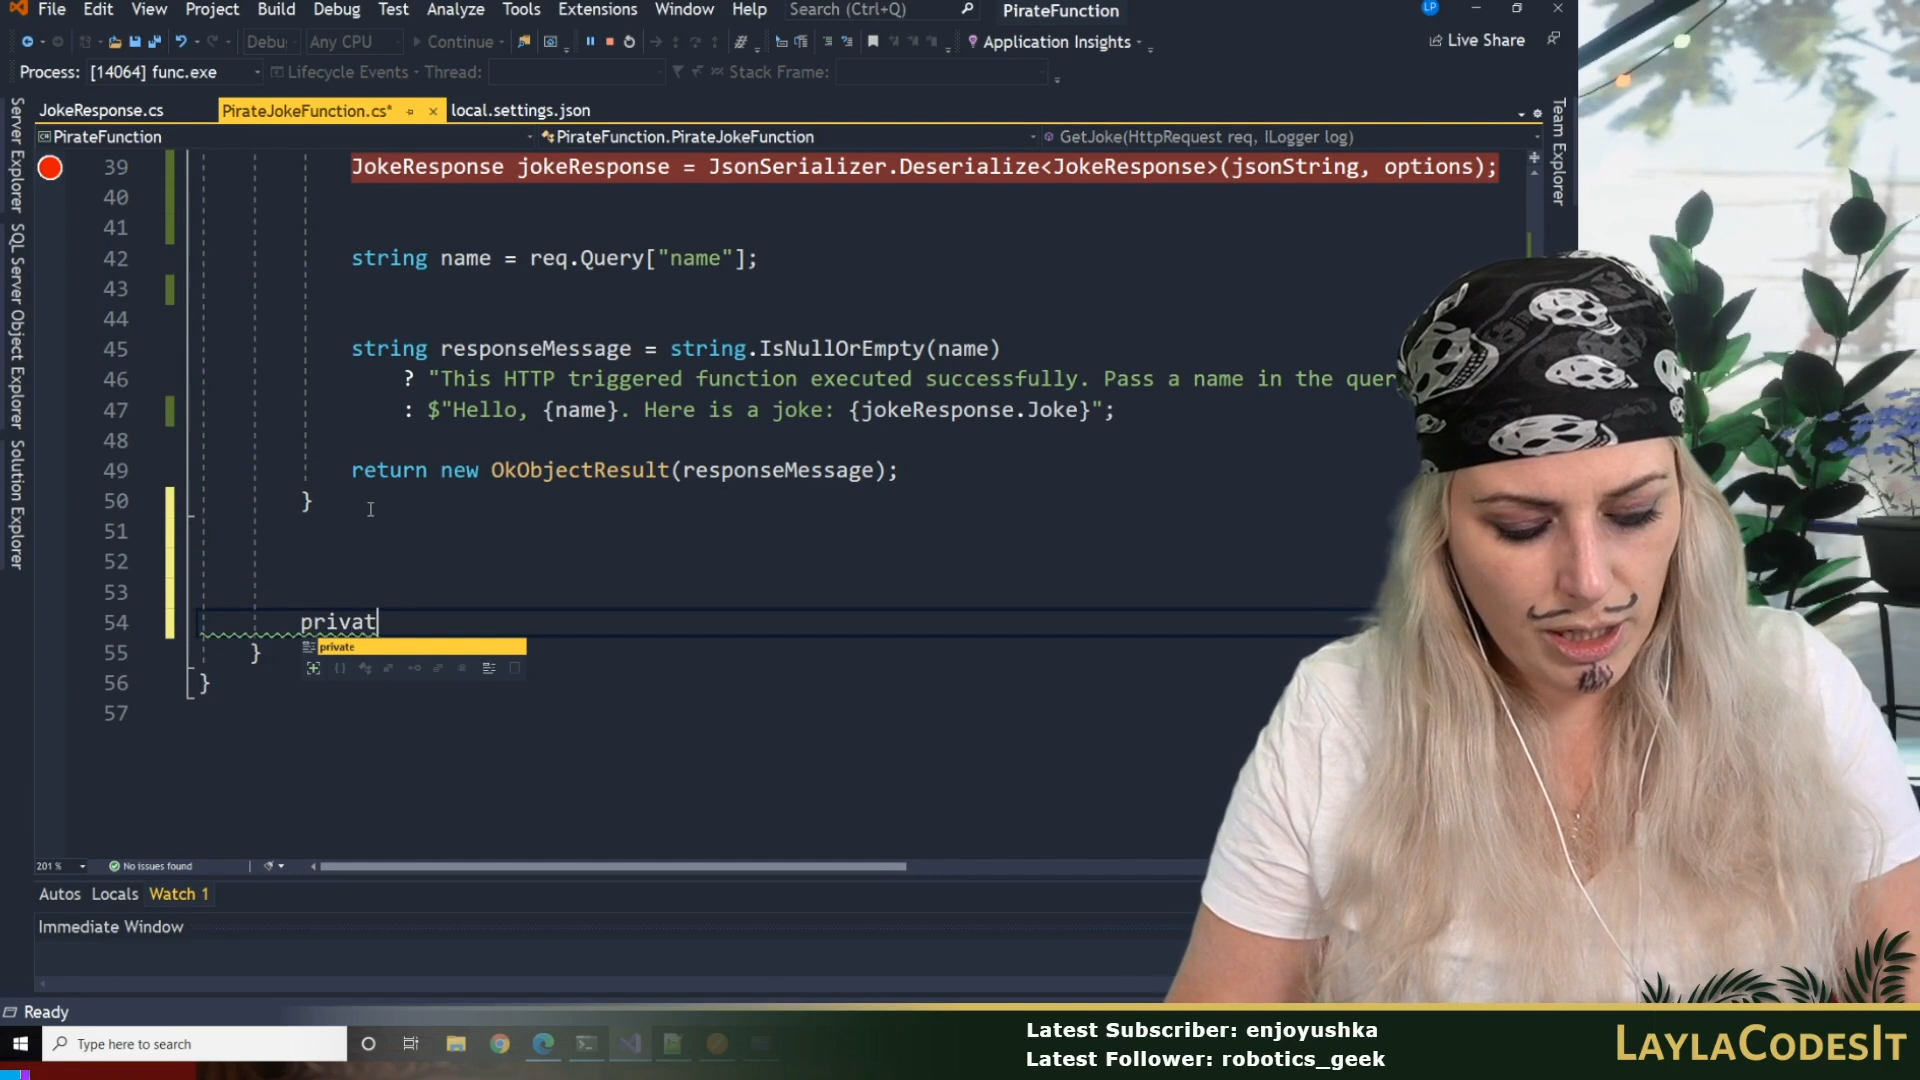 File Edit View Project Build Debug Test Analyze Tools Extensions Window Help Search (Ctrl+Q) PirateFunction LP
Debu Any CPU Continue Application Insights Live Share
Process: [14064] func.exe Lifecycle Events Thread: Stack Frame:
JokeResponse.cs PirateJokeFunction.cs* local.settings.json
PirateFunction PirateFunction.PirateJokeFunction GetJoke(HttpRequest req, ILogger log)
Server Explorer
SQL Server Object Explorer
Solution Explorer
Team Explorer
39 JokeResponse jokeResponse = JsonSerializer.Deserialize<JokeResponse>(jsonString, options);
40
41
42 string name = req.Query["name"];
43
44
45 string responseMessage = string.IsNullOrEmpty(name)
46 ? "This HTTP triggered function executed successfully. Pass a name in the quer
47 : $"Hello, {name}. Here is a joke: {jokeResponse.Joke}";
48
49 return new OkObjectResult(responseMessage);
50 }
51
52
53
54 privat
private
55 }
56 }
57
201 % No issues found
Autos Locals Watch 1
Immediate Window
Ready
Type here to search
Latest Subscriber: enjoyushka
Latest Follower: robotics_geek
LAYLACODESIT